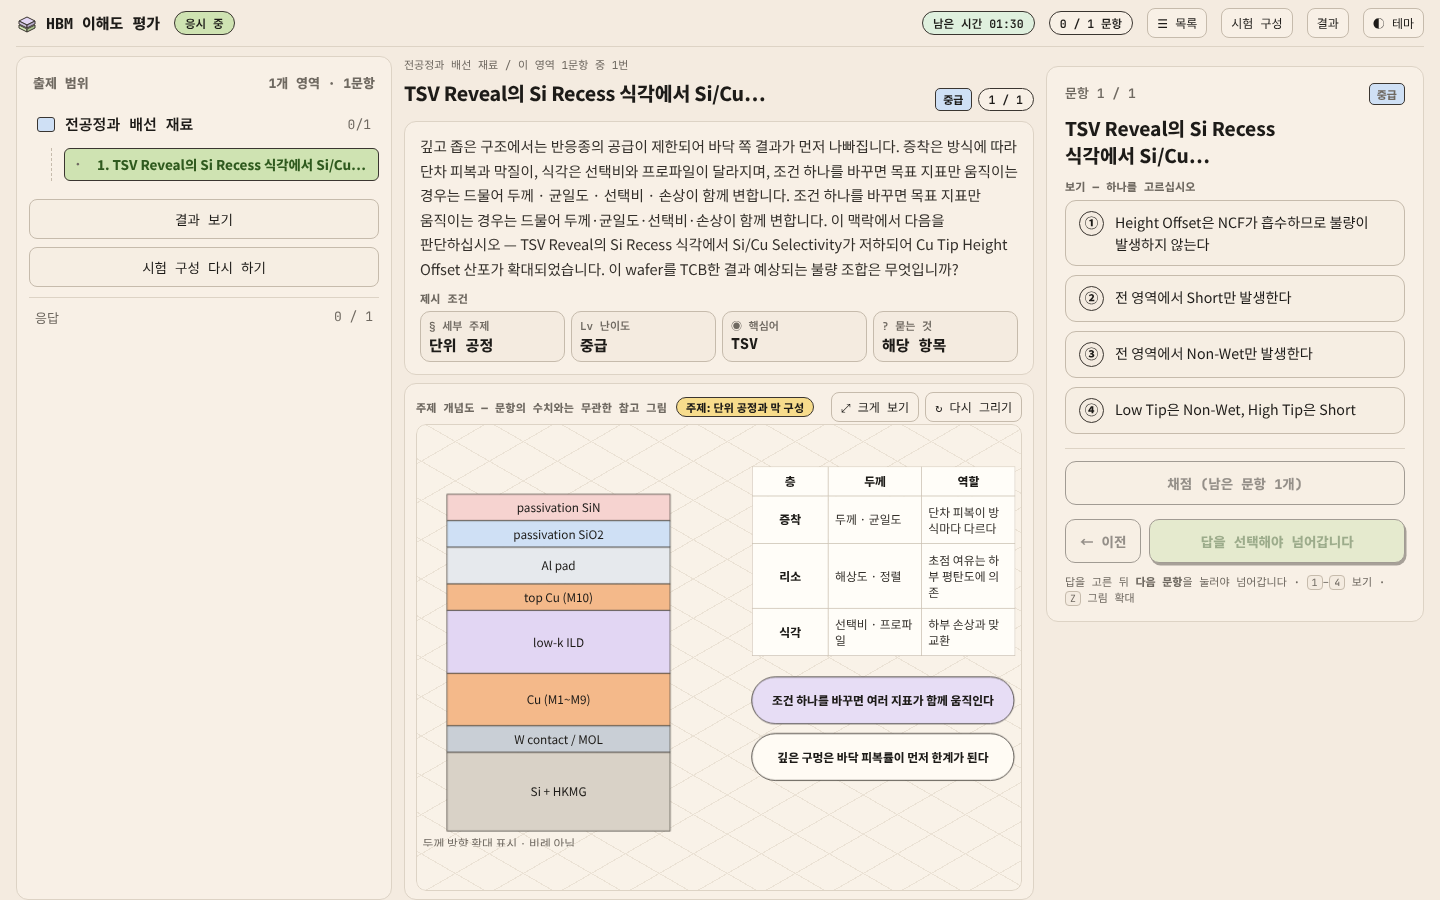 HBM 이해도 평가
응시 중
남은 시간 01:30
0 / 1 문항
☰ 목록
시험 구성
결과
◐ 테마
출제 범위
1개 영역 · 1문항
전공정과 배선 재료
0/1
· 1. TSV Reveal의 Si Recess 식각에서 Si/Cu…
결과 보기
시험 구성 다시 하기
응답
0 / 1
전공정과 배선 재료 / 이 영역 1문항 중 1번
TSV Reveal의 Si Recess 식각에서 Si/Cu…
중급
1 / 1
깊고 좁은 구조에서는 반응종의 공급이 제한되어 바닥 쪽 결과가 먼저 나빠집니다. 증착은 방식에 따라
단차 피복과 막질이, 식각은 선택비와 프로파일이 달라지며, 조건 하나를 바꾸면 목표 지표만 움직이는
경우는 드물어 두께 · 균일도 · 선택비 · 손상이 함께 변합니다. 조건 하나를 바꾸면 목표 지표만
움직이는 경우는 드물어 두께·균일도·선택비·손상이 함께 변합니다. 이 맥락에서 다음을
판단하십시오 — TSV Reveal의 Si Recess 식각에서 Si/Cu Selectivity가 저하되어 Cu Tip Height
Offset 산포가 확대되었습니다. 이 wafer를 TCB한 결과 예상되는 불량 조합은 무엇입니까?
제시 조건
§ 세부 주제
단위 공정
Lv 난이도
중급
◉ 핵심어
TSV
? 묻는 것
해당 항목
주제 개념도 — 문항의 수치와는 무관한 참고 그림
주제: 단위 공정과 막 구성
⤢ 크게 보기
↻ 다시 그리기
passivation SiN
passivation SiO2
Al pad
top Cu (M10)
low-k ILD
Cu (M1~M9)
W contact / MOL
Si + HKMG
두께 방향 확대 표시 · 비례 아님
층 두께 역할
증착 두께 · 균일도 단차 피복이 방
식마다 다르다
리소 해상도 · 정렬 초점 여유는 하
부 평탄도에 의
존
식각 선택비 · 프로파
일 하부 손상과 맞
교환
조건 하나를 바꾸면 여러 지표가 함께 움직인다
깊은 구멍은 바닥 피복률이 먼저 한계가 된다
문항 1 / 1
중급
TSV Reveal의 Si Recess
식각에서 Si/Cu…
보기 — 하나를 고르십시오
① Height Offset은 NCF가 흡수하므로 불량이
발생하지 않는다
② 전 영역에서 Short만 발생한다
③ 전 영역에서 Non-Wet만 발생한다
④ Low Tip은 Non-Wet, High Tip은 Short
채점 (남은 문항 1개)
← 이전
답을 선택해야 넘어갑니다
답을 고른 뒤 다음 문항을 눌러야 넘어갑니다 · 1–4 보기 ·
Z 그림 확대